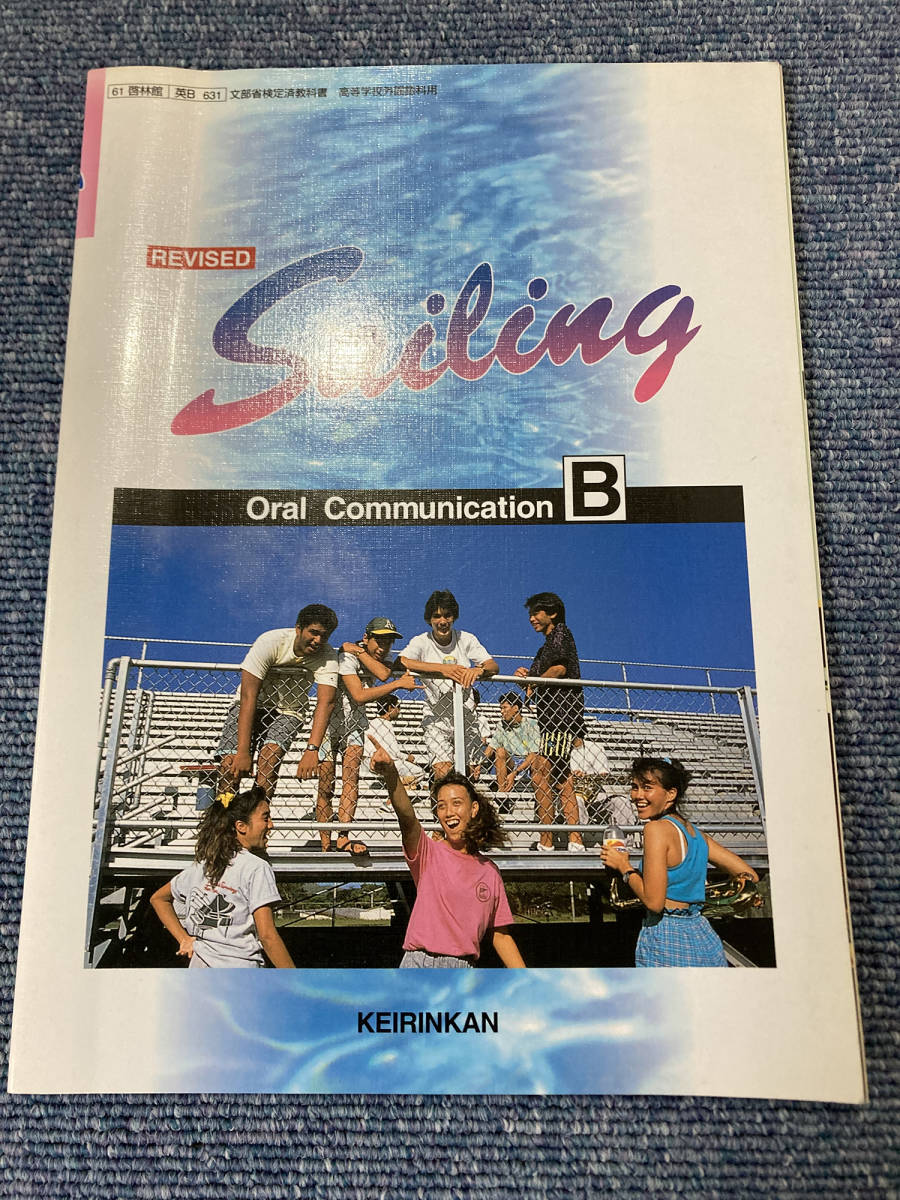 61 啓林館 英B 631 文部省検定済教科書 高等学校外国語科用
REVISED
Sailing
Oral Communication B
KEIRINKAN